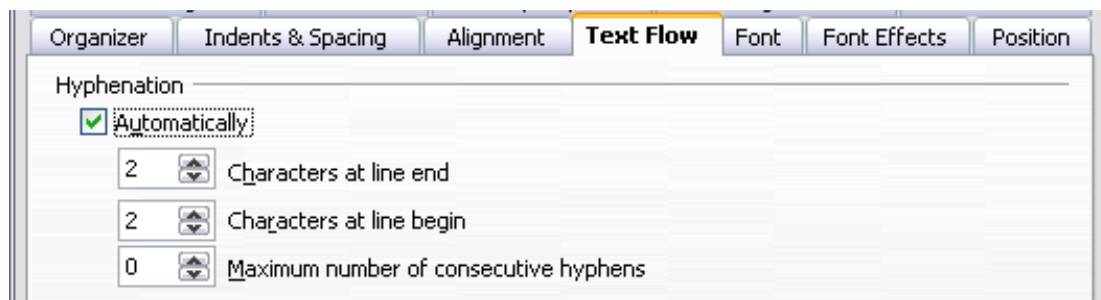 Organizer Indents & Spacing Alignment Text Flow Font Font Effects Position
Hyphenation
Automatically
2 Characters at line end
2 Characters at line begin
0 Maximum number of consecutive hyphens